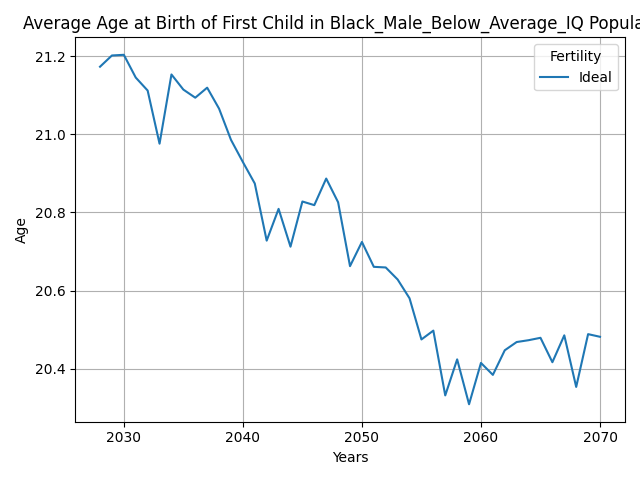 Average Age at Birth of First Child in Black_Male_Below_Average_IQ Popula
21.2
21.0
20.8
20.6
20.4
Age
Fertility
Ideal
2030 2040 2050 2060 2070
Years